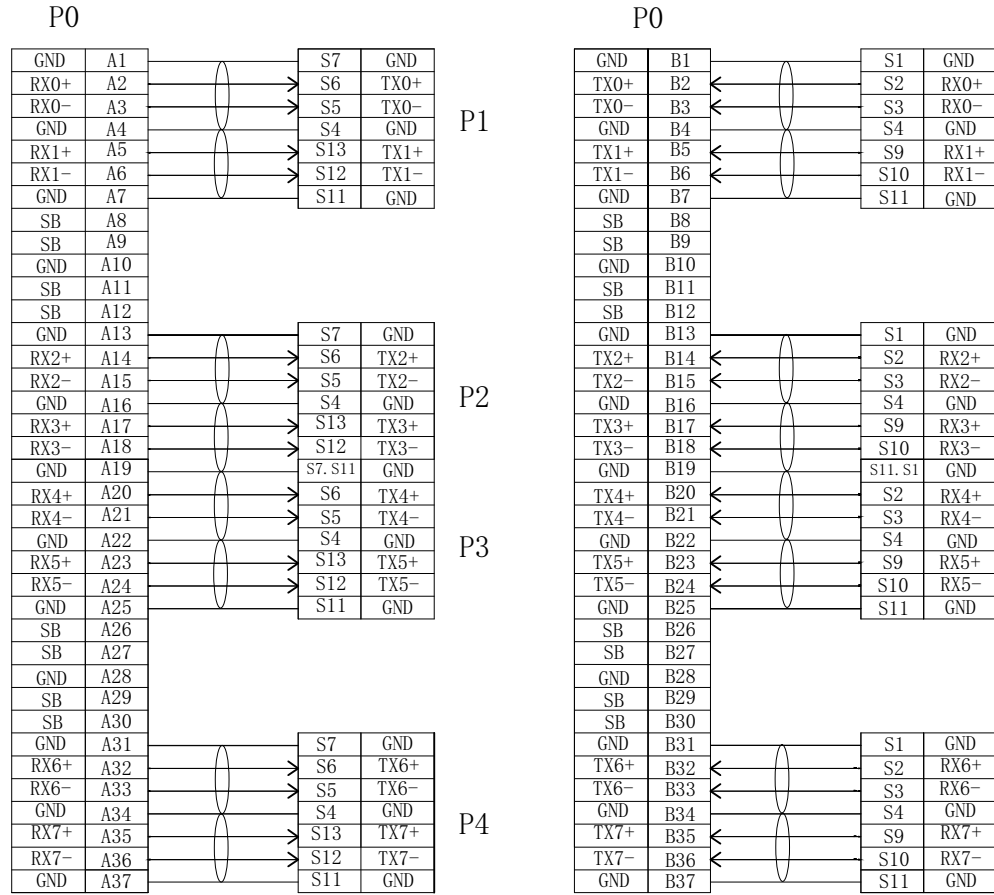 P0 P0
GND A1 S7 GND GND B1 S1 GND
RX0+ A2 S6 TX0+ TX0+ B2 S2 RX0+
RX0- A3 S5 TX0- TX0- B3 S3 RX0-
GND A4 S4 GND P1 GND B4 S4 GND
RX1+ A5 S13 TX1+ TX1+ B5 S9 RX1+
RX1- A6 S12 TX1- TX1- B6 S10 RX1-
GND A7 S11 GND GND B7 S11 GND
SB A8 SB B8
SB A9 SB B9
GND A10 GND B10
SB A11 SB B11
SB A12 SB B12
GND A13 S7 GND GND B13 S1 GND
RX2+ A14 S6 TX2+ TX2+ B14 S2 RX2+
RX2- A15 S5 TX2- TX2- B15 S3 RX2-
GND A16 S4 GND P2 GND B16 S4 GND
RX3+ A17 S13 TX3+ TX3+ B17 S9 RX3+
RX3- A18 S12 TX3- TX3- B18 S10 RX3-
GND A19 S7.S11 GND GND B19 S11.S1 GND
RX4+ A20 S6 TX4+ TX4+ B20 S2 RX4+
RX4- A21 S5 TX4- TX4- B21 S3 RX4-
GND A22 S4 GND P3 GND B22 S4 GND
RX5+ A23 S13 TX5+ TX5+ B23 S9 RX5+
RX5- A24 S12 TX5- TX5- B24 S10 RX5-
GND A25 S11 GND GND B25 S11 GND
SB A26 SB B26
SB A27 SB B27
GND A28 GND B28
SB A29 SB B29
SB A30 SB B30
GND A31 S7 GND GND B31 S1 GND
RX6+ A32 S6 TX6+ TX6+ B32 S2 RX6+
RX6- A33 S5 TX6- TX6- B33 S3 RX6-
GND A34 S4 GND P4 GND B34 S4 GND
RX7+ A35 S13 TX7+ TX7+ B35 S9 RX7+
RX7- A36 S12 TX7- TX7- B36 S10 RX7-
GND A37 S11 GND GND B37 S11 GND